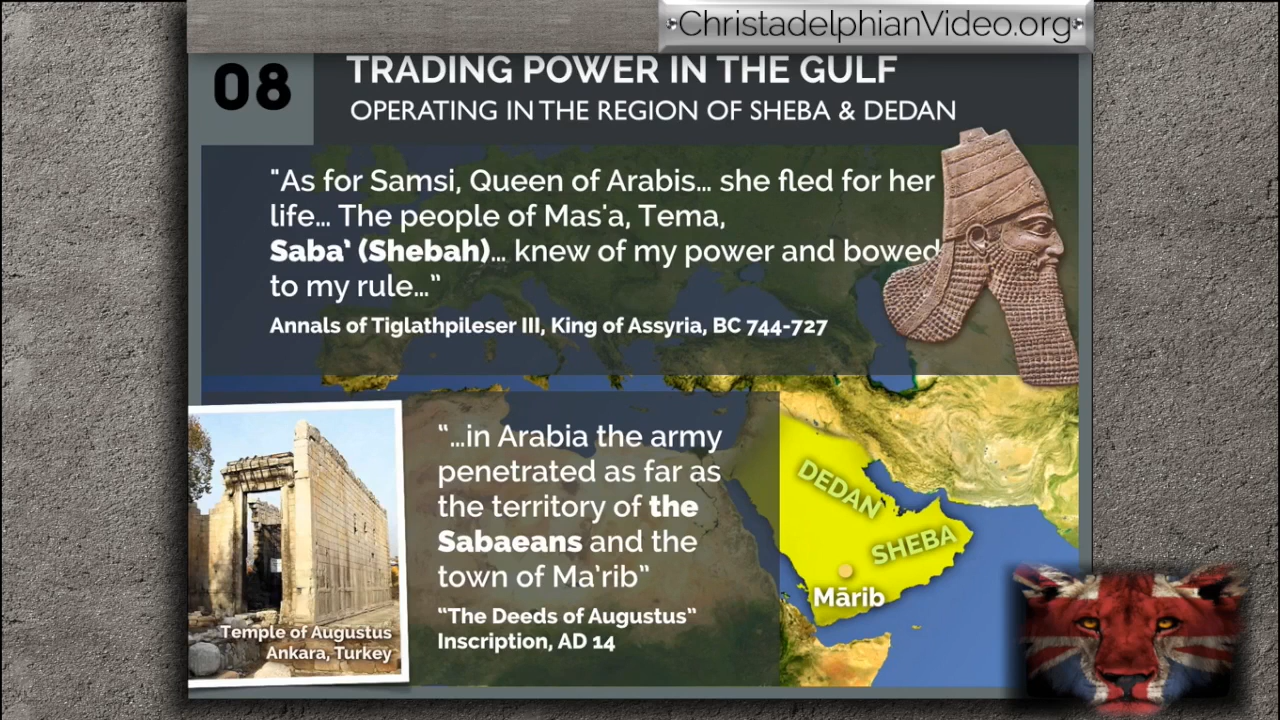 ChristadelphianVideo.org
08
TRADING POWER IN THE GULF
OPERATING IN THE REGION OF SHEBA & DEDAN
"As for Samsi, Queen of Arabis... she fled for her
life... The people of Mas'a, Tema,
Saba’ (Shebah)... knew of my power and bowed
to my rule...”
Annals of Tiglathpileser III, King of Assyria, BC 744-727
“...in Arabia the army
penetrated as far as
the territory of the
Sabaeans and the
town of Ma’rib”
“The Deeds of Augustus”
Inscription, AD 14
Temple of Augustus
Ankara, Turkey
DEDAN
SHEBA
Mārib